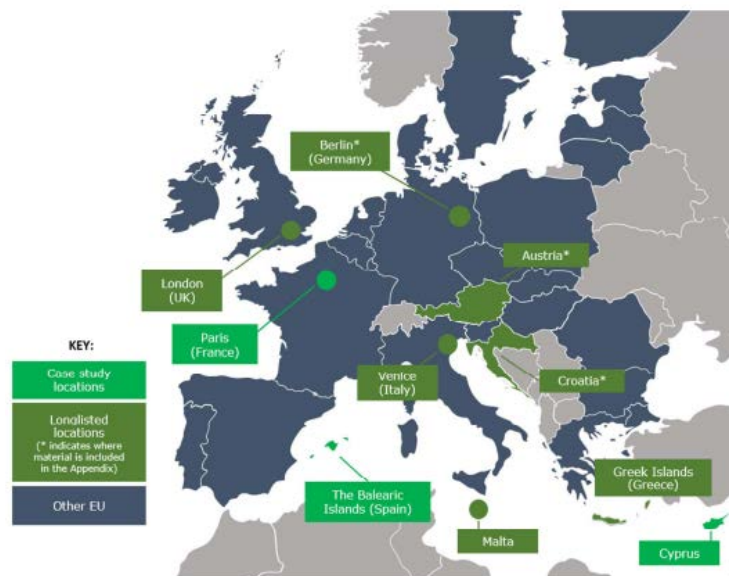 Berlin*
(Germany)
Austria*
London
(UK)
Paris
(France)
KEY:
Case study
locations
Longlisted
locations
(* indicates where
material is included
in the Appendix)
Other EU
Venice
(Italy)
Croatia*
The Balearic
Islands (Spain)
Malta
Greek Islands
(Greece)
Cyprus